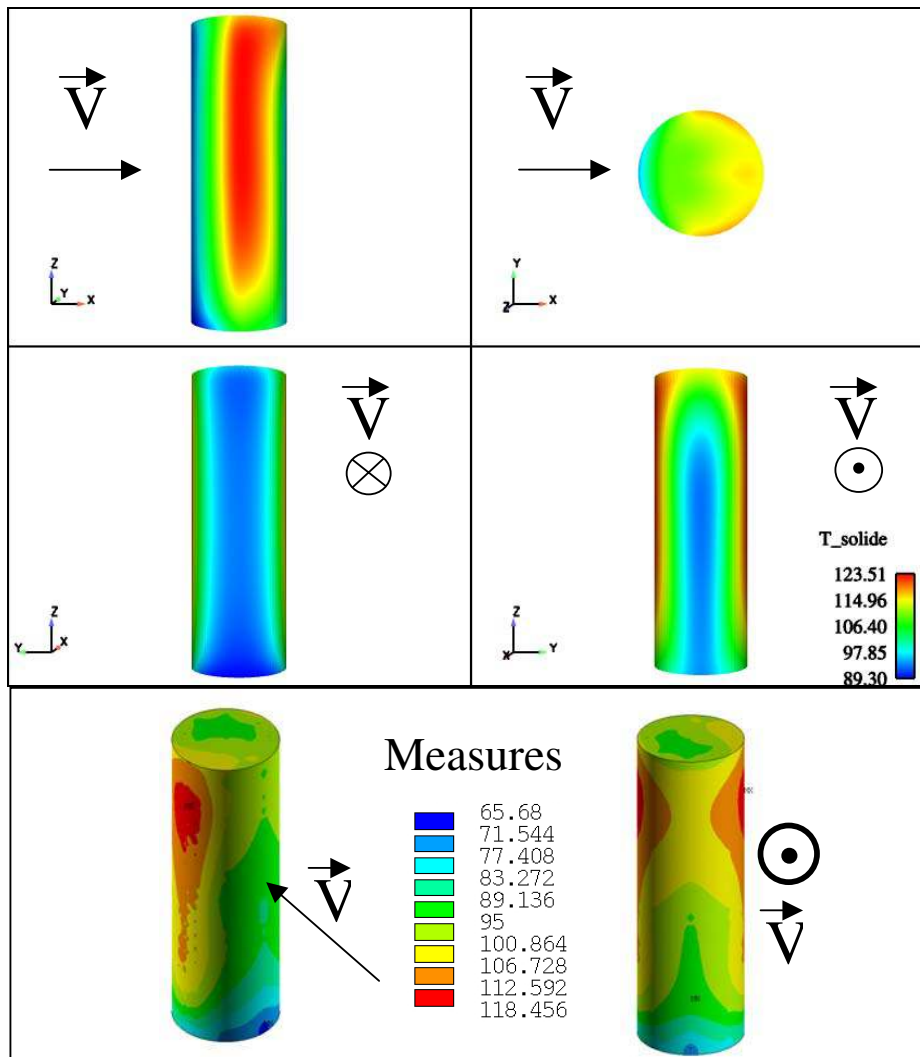 V
V
Z
Y
X
Y
Z
X
V
V
T_solide
123.51
114.96
106.40
97.85
89.30
Z
Y
X
Z
X
Y
Measures
65.68
71.544
77.408
83.272
89.136
95
100.864
106.728
112.592
118.456
V
V